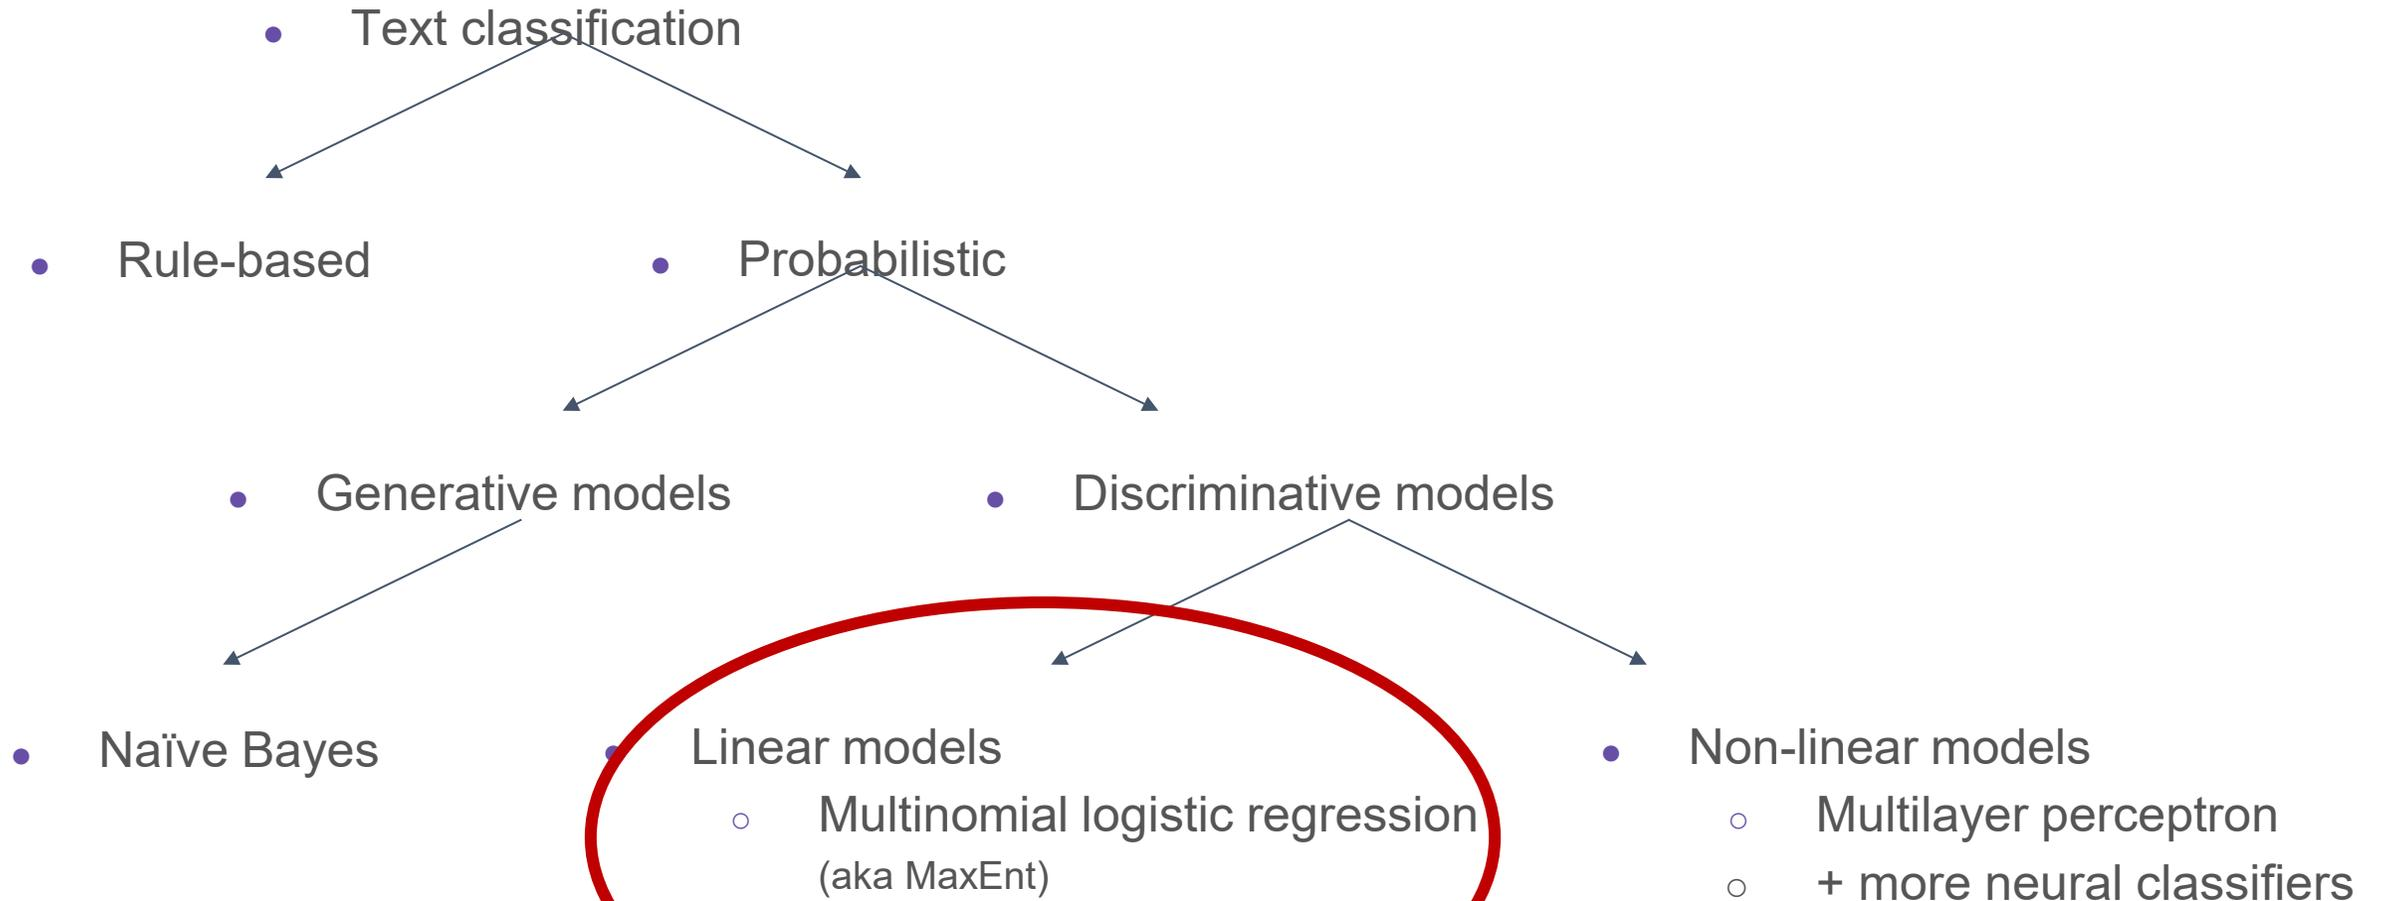 Text classification
Rule-based
Probabilistic
Generative models
Discriminative models
Naïve Bayes
Linear models
Multinomial logistic regression
(aka MaxEnt)
Non-linear models
Multilayer perceptron
+ more neural classifiers